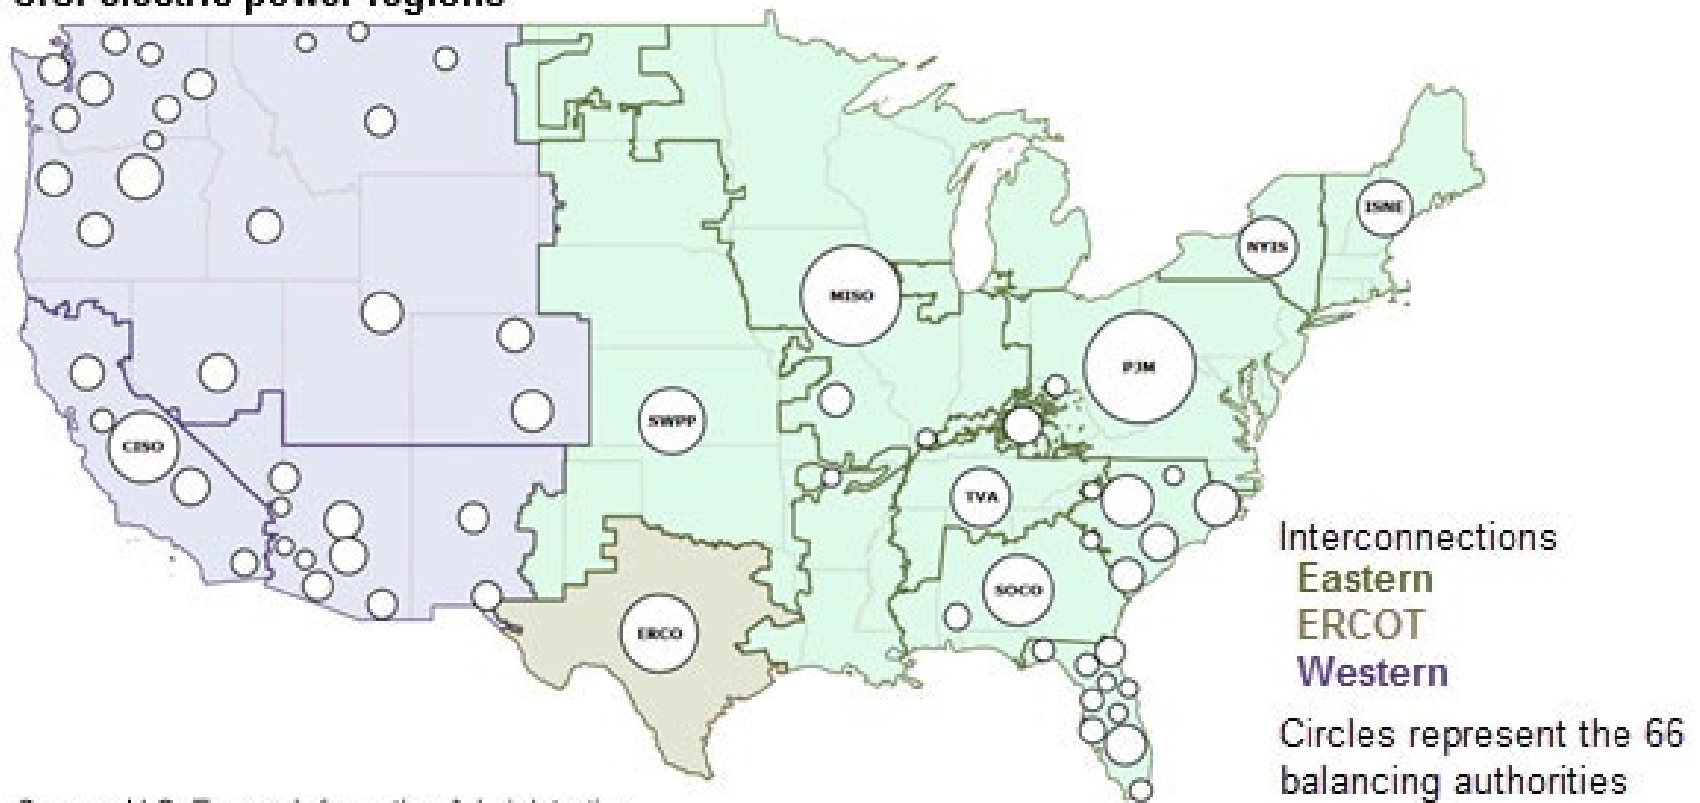 U.S. electric power regions
MISO
NYIS
ISNE
PJM
SWPP
CISO
TVA
SOCO
ERCO
Interconnections
Eastern
ERCOT
Western
Circles represent the 66
balancing authorities